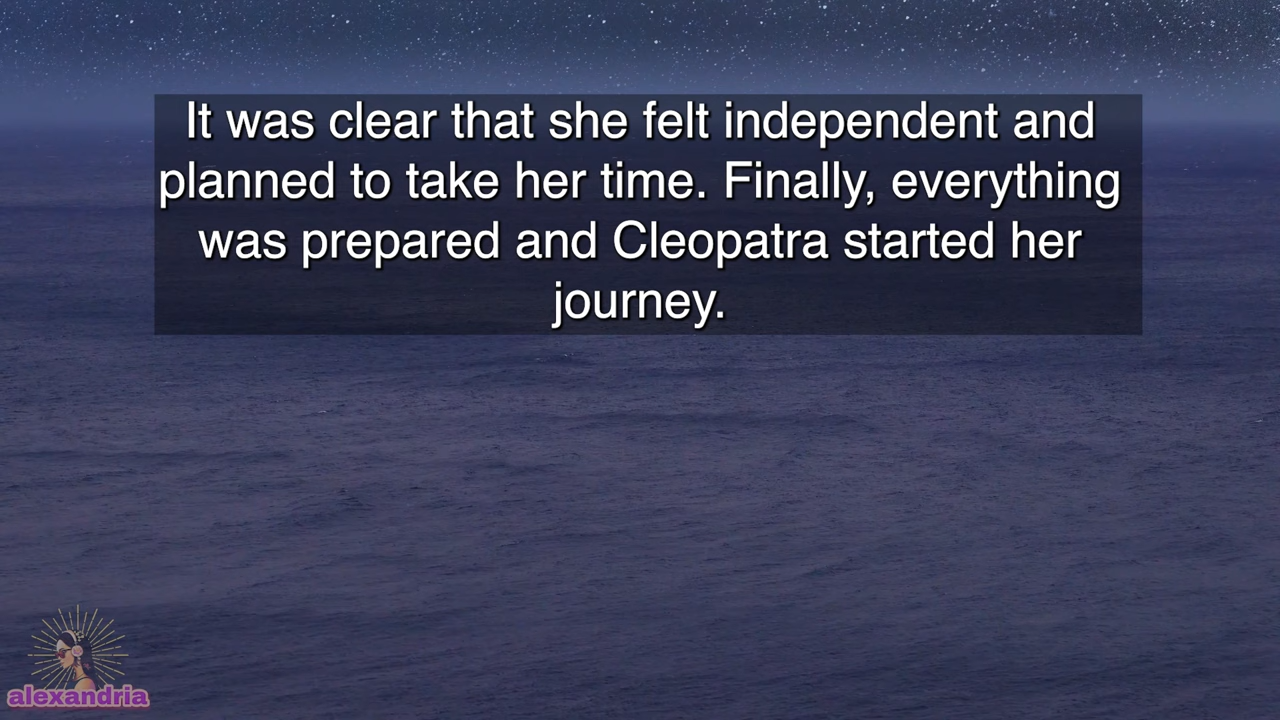 It was clear that she felt independent and
planned to take her time. Finally, everything
was prepared and Cleopatra started her
journey.
alexandria